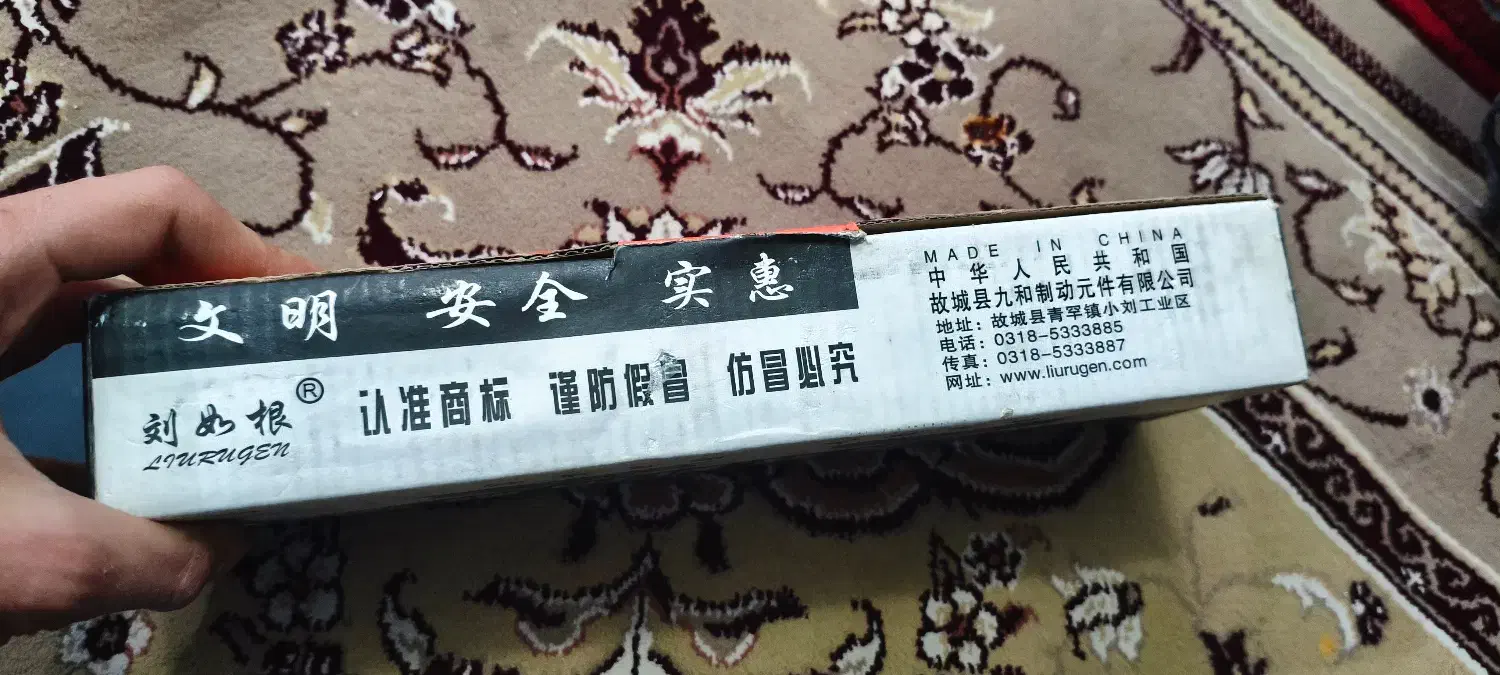 文明 安全 实惠
刘如根®
LIURUGEN
认准商标 谨防假冒 仿冒必究
MADE IN CHINA
中华人民共和国
故城县九和制动元件有限公司
地址：故城县青罕镇小刘工业区
电话：0318-5333885
传真：0318-5333887
网址：www.liurugen.com